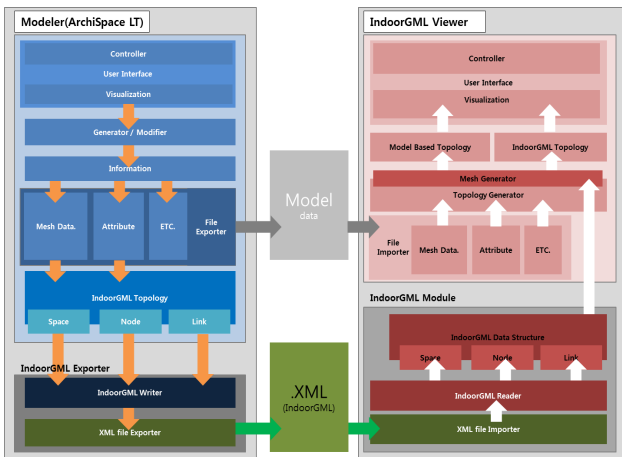 Modeler(ArchiSpace LT)
Controller
User Interface
Visualization
Generator / Modifier
Information
Mesh Data.
Attribute
ETC.
File
Exporter
IndoorGML Topology
Space
Node
Link
IndoorGML Exporter
IndoorGML Writer
XML file Exporter
Model
data
.XML
(IndoorGML)
IndoorGML Viewer
Controller
User Interface
Visualization
Model Based Topology
IndoorGML Topology
Mesh Generator
Topology Generator
File
Importer
Mesh Data.
Attribute
ETC.
IndoorGML Module
IndoorGML Data Structure
Space
Node
Link
IndoorGML Reader
XML file Importer